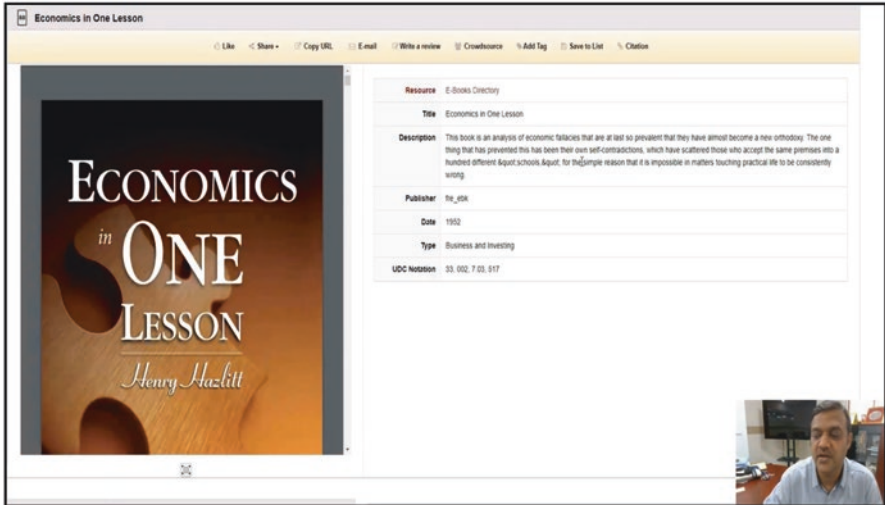 Economics in One Lesson
Like Share Copy URL E-mail Write a review Crowdsource Add Tag Save to List Citation
ECONOMICS
in
ONE
LESSON
Henry Hazlitt
Resource E-Books Directory
Title Economics in One Lesson
Description This book is an analysis of economic fallacies that are at last so prevalent that they have almost become a new orthodoxy. The one
thing that has prevented this has been their own self-contradictions, which have scattered those who accept the same premises into a
hundred different &quot;schools,&quot; for the simple reason that it is impossible in matters touching practical life to be consistently
wrong.
Publisher fre_ebk
Date 1952
Type Business and Investing
UDC Notation 33, 002, 7.03, 517